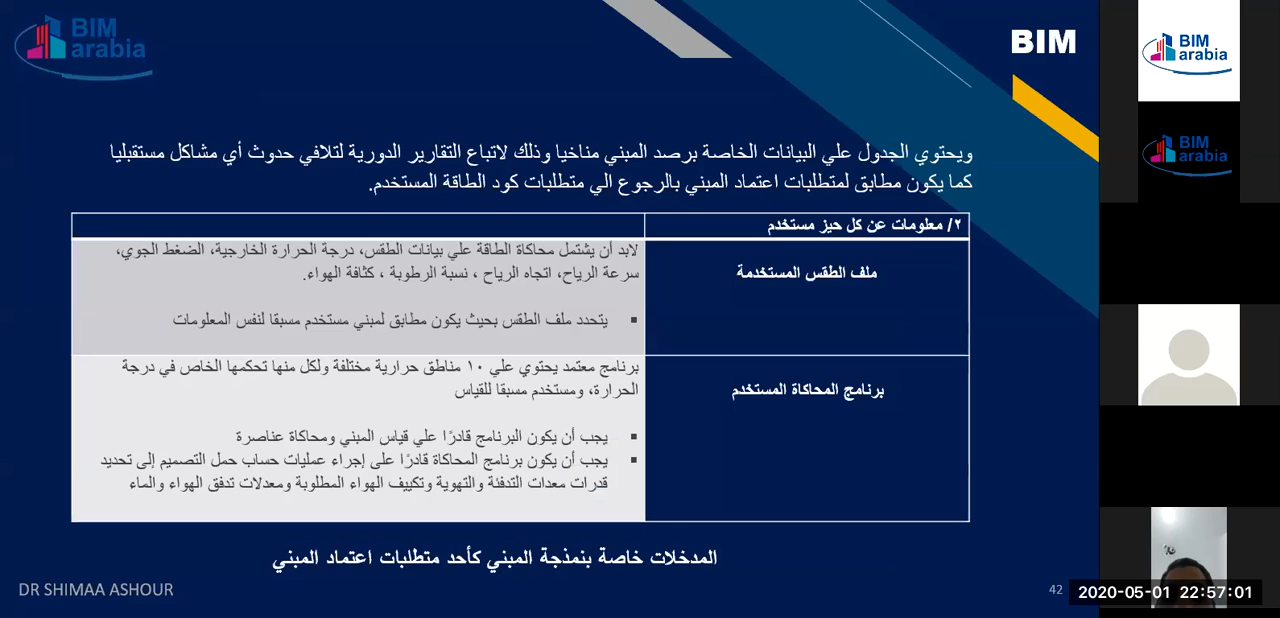 BIM
arabia
BIM
BIM
arabia
BIM
arabia
ويحتوي الجدول علي البيانات الخاصة برصد المبني مناخيا وذلك لاتباع التقارير الدورية لتلافي حدوث أي مشاكل مستقبليا
كما يكون مطابق لمتطلبات اعتماد المبني بالرجوع الي متطلبات كود الطاقة المستخدم.
٢/ معلومات عن كل حيز مستخدم
ملف الطقس المستخدمة
لابد أن يشتمل محاكاة الطاقة علي بيانات الطقس، درجة الحرارة الخارجية، الضغط الجوي،
سرعة الرياح، اتجاه الرياح ، نسبة الرطوبة ، كثافة الهواء.
▪ يتحدد ملف الطقس بحيث يكون مطابق لمبني مستخدم مسبقا لنفس المعلومات
برنامج المحاكاة المستخدم
برنامج معتمد يحتوي علي ١٠ مناطق حرارية مختلفة ولكل منها تحكمها الخاص في درجة
الحرارة، ومستخدم مسبقا للقياس
▪ يجب أن يكون البرنامج قادرًا علي قياس المبني ومحاكاة عناصرة
▪ يجب أن يكون برنامج المحاكاة قادرًا على إجراء عمليات حساب حمل التصميم إلى تحديد
قدرات معدات التدفئة والتهوية وتكييف الهواء المطلوبة ومعدلات تدفق الهواء والماء
المدخلات خاصة بنمذجة المبني كأحد متطلبات اعتماد المبني
DR SHIMAA ASHOUR
42
2020-05-01 22:57:01